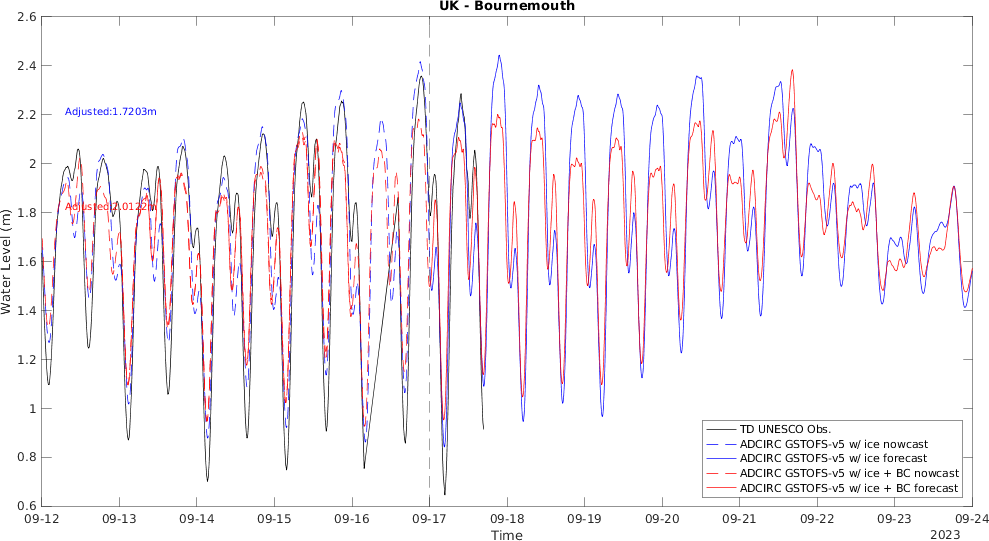 UK - Bournemouth
2.6
2.4
2.2
2
1.8
1.6
1.4
1.2
1
0.8
0.6
Water Level (m)
Adjusted:1.7203m
Adjusted:2.0122m
TD UNESCO Obs.
ADCIRC GSTOFS-v5 w/ ice nowcast
ADCIRC GSTOFS-v5 w/ ice forecast
ADCIRC GSTOFS-v5 w/ ice + BC nowcast
ADCIRC GSTOFS-v5 w/ ice + BC forecast
09-12 09-13 09-14 09-15 09-16 09-17 09-18 09-19 09-20 09-21 09-22 09-23 09-24
Time
2023